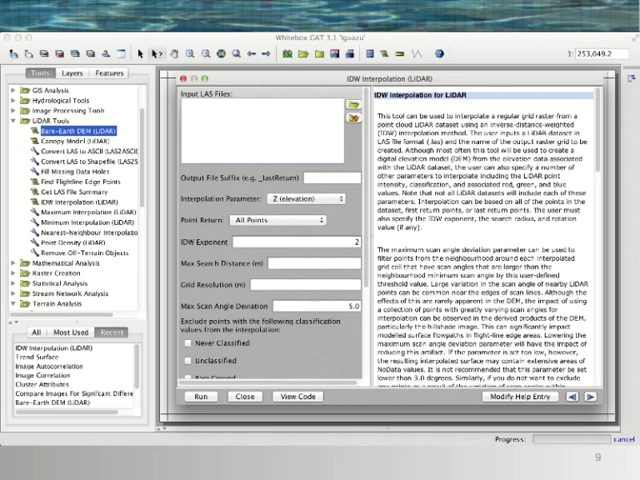 Whitebox GAT 3.1 'Iguazu'
1: 253,049.2
Tools Layers Features
GIS Analysis
Hydrological Tools
Image Processing Tools
LiDAR Tools
Bare-Earth DEM (LiDAR)
Canopy Model (LiDAR)
Convert LAS to ASCII (LAS2ASCII)
Convert LAS to Shapefile (LAS2S
Fill Missing Data Holes
Find Flightline Edge Points
Get LAS File Summary
IDW Interpolation (LiDAR)
Maximum Interpolation (LiDAR)
Minimum Interpolation (LiDAR)
Nearest-Neighbour Interpolatio
Point Density (LiDAR)
Remove Off-Terrain Objects
Mathematical Analysis
Raster Creation
Statistical Analysis
Stream Network Analysis
Terrain Analysis
All Most Used Recent
IDW Interpolation (LiDAR)
Trend Surface
Image Autocorrelation
Image Correlation
Cluster Attributes
Compare Images For Significant Differe
Bare-Earth DEM (LiDAR)
IDW Interpolation (LiDAR)
Input LAS Files:
Output File Suffix (e.g. _lastReturn)
Interpolation Parameter: Z (elevation)
Point Return: All Points
IDW Exponent 2
Max Search Distance (m)
Grid Resolution (m)
Max Scan Angle Deviation 5.0
Exclude points with the following classification
values from the interpolation:
Never Classified
Unclassified
Bare Ground
Run Close View Code
IDW Interpolation for LiDAR
This tool can be used to interpolate a regular grid raster from a
point cloud LiDAR dataset using an inverse-distance-weighted
(IDW) interpolation method. The user inputs a LiDAR dataset in
LAS file format (.las) and the name of the output raster grid to be
created. Although most often this tool will be used to create a
digital elevation model (DEM) from the elevation data associated
with the LiDAR dataset, the user can also specify a number of
other parameters to interpolate including the LiDAR point
intensity, classification, and associated red, green, and blue
values. Note that not all LiDAR datasets will include each of these
parameters. Interpolation can be based on all of the points in the
dataset, first return points, or last return points. The user must
also specify the IDW exponent, the search radius, and rotation
value (if any).
The maximum scan angle deviation parameter can be used to
filter points from the neighbourhood around each interpolated
grid cell that have scan angles that are larger than the
neighbourhood minimum scan angle by this user-defined
threshold value. Large variation in the scan angle of nearby LiDAR
points can be common near the edges of scan lines. Although the
effects of this are rarely apparent in the DEM, the impact of using
a collection of points with greatly varying scan angles for
interpolation can be observed in the derived products of the DEM,
particularly the hillshade image. This can significantly impact
modelled surface flowpaths in flight-line edge areas. Lowering the
maximum scan angle deviation parameter will have the impact of
reducing this artifact. If the parameter is set too low, however,
the resulting interpolated surface may contain extensive areas of
NoData values. It is not recommended that this parameter be set
lower than 3.0 degrees. Similarly, if you do not want to exclude
Modify Help Entry
Progress: cancel
9